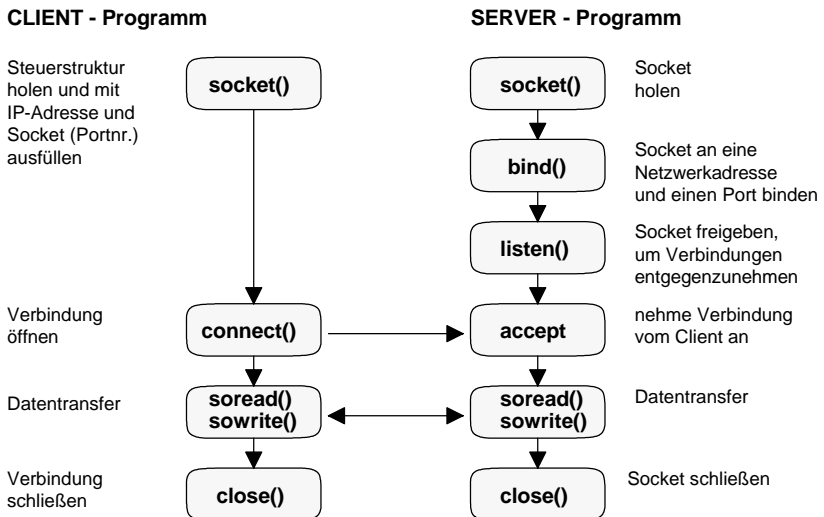 CLIENT - Programm
SERVER - Programm
Steuerstruktur
holen und mit
IP-Adresse und
Socket (Portnr.)
ausfüllen
socket()
socket()
Socket
holen
bind()
Socket an eine
Netzwerkadresse
und einen Port binden
listen()
Socket freigeben,
um Verbindungen
entgegenzunehmen
Verbindung
öffnen
connect()
accept
nehme Verbindung
vom Client an
Datentransfer
soread()
sowrite()
soread()
sowrite()
Datentransfer
Verbindung
schließen
close()
close()
Socket schließen